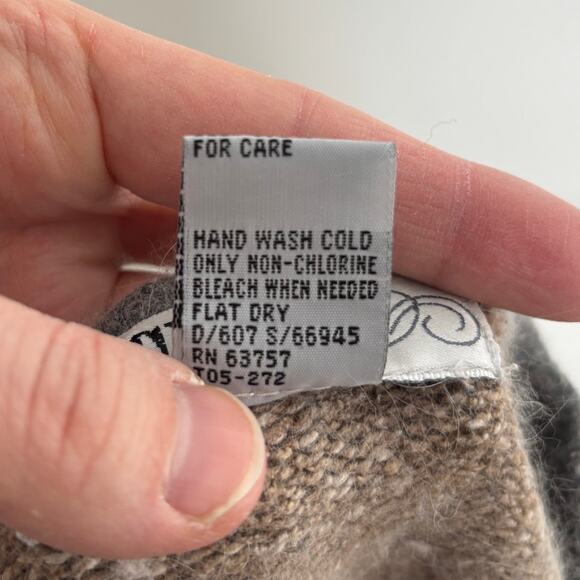 FOR CARE
HAND WASH COLD
ONLY NON-CHLORINE
BLEACH WHEN NEEDED
FLAT DRY
D/607 S/66945
RN 63757
T05-272